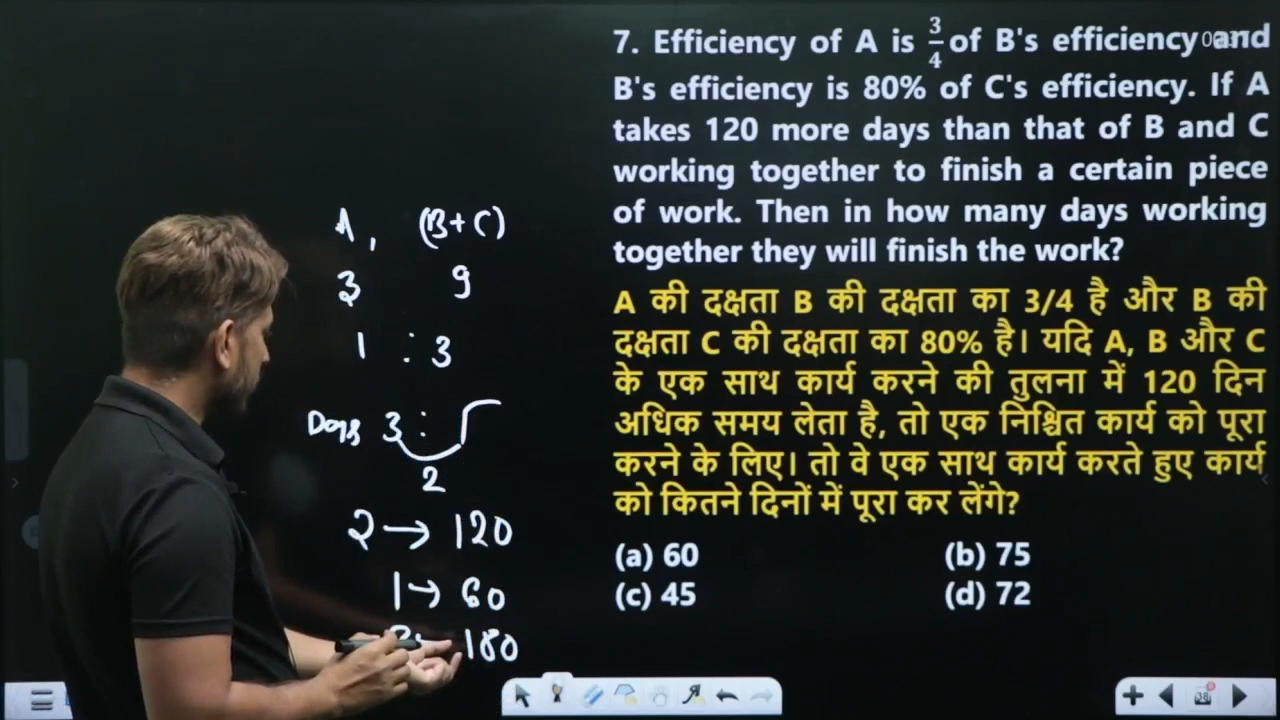 7. Efficiency of A is 3/4 of B's efficiency and
B's efficiency is 80% of C's efficiency. If A
takes 120 more days than that of B and C
working together to finish a certain piece
of work. Then in how many days working
together they will finish the work?
A की दक्षता B की दक्षता का 3/4 है और B की
दक्षता C की दक्षता का 80% है। यदि A, B और C
के एक साथ कार्य करने की तुलना में 120 दिन
अधिक समय लेता है, तो एक निश्चित कार्य को पूरा
करने के लिए। तो वे एक साथ कार्य करते हुए कार्य
को कितने दिनों में पूरा कर लेंगे?
(a) 60 (b) 75
(c) 45 (d) 72
A, (B+C)
3 9
1 : 3
Days 3 : 1
2
2 → 120
1 → 60
180
38